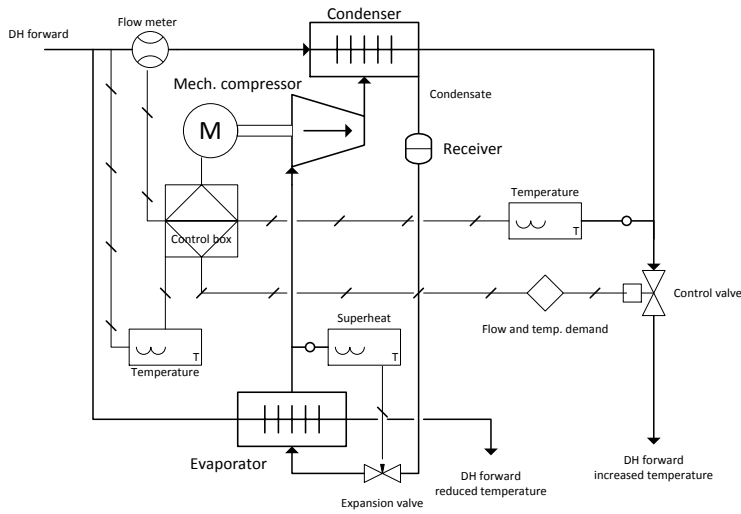 Condenser
Flow meter
DH forward
Mech. compressor
Condensate
M
Receiver
Temperature
T
Control box
Control valve
Superheat
Flow and temp. demand
T
T
Temperature
Evaporator
DH forward
reduced temperature
DH forward
increased temperature
Expansion valve